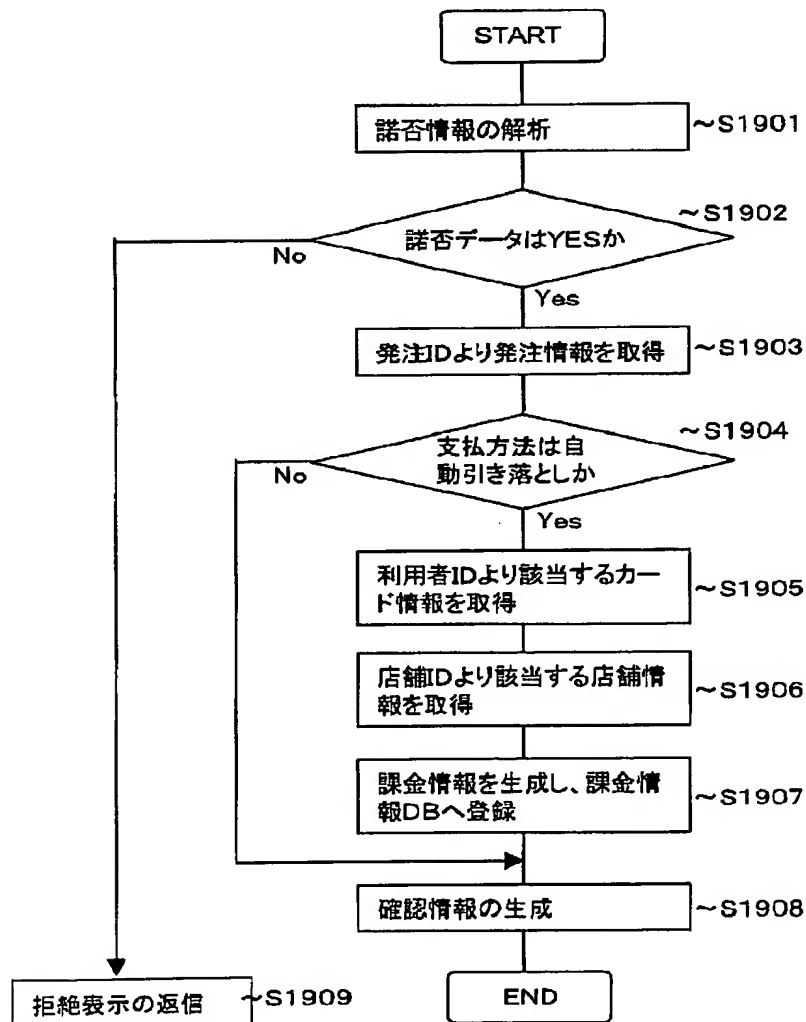 START
諾否情報の解析
~S1901
~S1902
諾否データはYESか
No
Yes
発注IDより発注情報を取得
~S1903
~S1904
支払方法は自
動引き落としか
No
Yes
利用者IDより該当するカー
ド情報を取得
~S1905
店舗IDより該当する店舗情
報を取得
~S1906
課金情報を生成し、課金情
報DBへ登録
~S1907
確認情報の生成
~S1908
拒絶表示の返信
~S1909
END